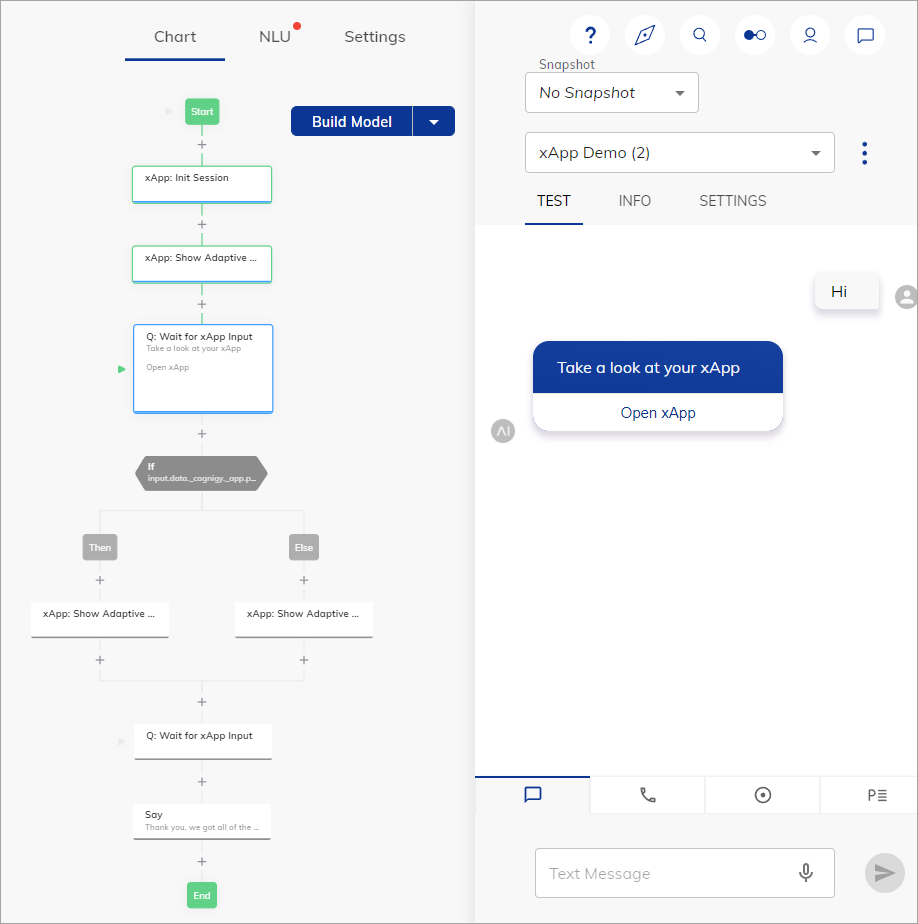 Chart
NLU
Settings
Start
Build Model
xApp: Init Session
xApp: Show Adaptive ...
Q: Wait for xApp Input
Take a look at your xApp
Open xApp
If
input.data._cognigy._app.p...
Then
Else
xApp: Show Adaptive ...
xApp: Show Adaptive ...
Q: Wait for xApp Input
Say
Thank you, we got all of the ...
End
?
Snapshot
No Snapshot
xApp Demo (2)
TEST
INFO
SETTINGS
Hi
Take a look at your xApp
Open xApp
AI
P
Text Message